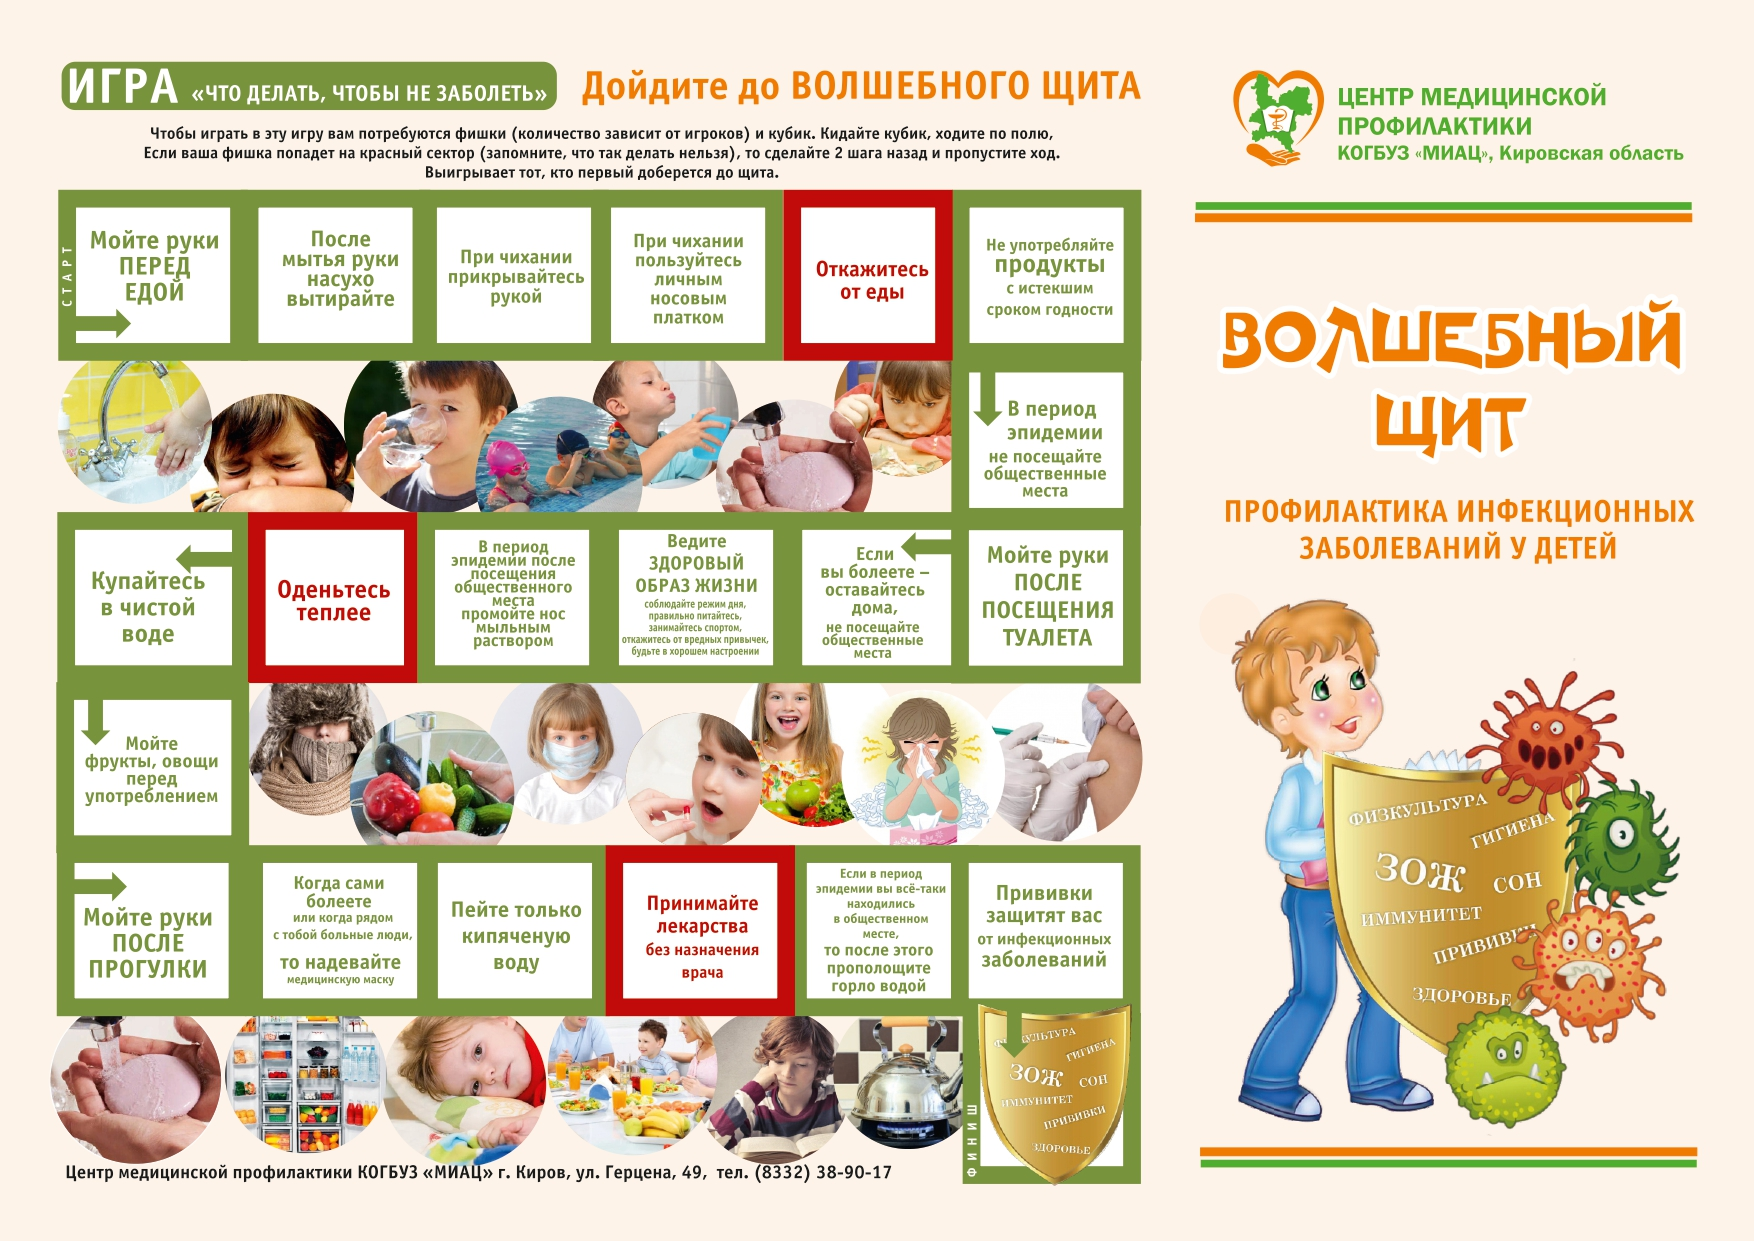 ИГРА «ЧТО ДЕЛАТЬ, ЧТОБЫ НЕ ЗАБОЛЕТЬ»
Дойдите до ВОЛШЕБНОГО ЩИТА
Чтобы играть в эту игру вам потребуются фишки (количество зависит от игроков) и кубик. Кидайте кубик, ходите по полю,
Если ваша фишка попадет на красный сектор (запомните, что так делать нельзя), то сделайте 2 шага назад и пропустите ход.
Выигрывает тот, кто первый доберется до щита.
СТАРТ
Мойте руки
ПЕРЕД
ЕДОЙ
После
мытья руки
насухо
вытирайте
При чихании
прикрывайтесь
рукой
При чихании
пользуйтесь
личным
носовым
платком
Откажитесь
от еды
Не употребляйте
продукты
с истекшим
сроком годности
В период
эпидемии
не посещайте
общественные
места
Мойте руки
ПОСЛЕ
ПОСЕЩЕНИЯ
ТУАЛЕТА
Если
вы болеете –
оставайтесь
дома,
не посещайте
общественные
места
Ведите
ЗДОРОВЫЙ
ОБРАЗ ЖИЗНИ
соблюдайте режим дня,
правильно питайтесь,
занимайтесь спортом,
откажитесь от вредных привычек,
будьте в хорошем настроении
В период
эпидемии после
посещения
общественного
места
промойте нос
мыльным
раствором
Оденьтесь
теплее
Купайтесь
в чистой
воде
Мойте
фрукты, овощи
перед
употреблением
Мойте руки
ПОСЛЕ
ПРОГУЛКИ
Когда сами
болеете
или когда рядом
с тобой больные люди,
то надевайте
медицинскую маску
Пейте только
кипяченую
воду
Принимайте
лекарства
без назначения
врача
Если в период
эпидемии вы всё-таки
находились
в общественном
месте,
то после этого
прополощите
горло водой
Прививки
защитят вас
от инфекционных
заболеваний
ФИЗКУЛЬТУРА
ГИГИЕНА
ЗОЖ
СОН
ИММУНИТЕТ
ПРИВИВКИ
ЗДОРОВЬЕ
ФИНИШ
Центр медицинской профилактики КОГБУЗ «МИАЦ» г. Киров, ул. Герцена, 49, тел. (8332) 38-90-17
ЦЕНТР МЕДИЦИНСКОЙ
ПРОФИЛАКТИКИ
КОГБУЗ «МИАЦ», Кировская область
ВОЛШЕБНЫЙ
ЩИТ
ПРОФИЛАКТИКА ИНФЕКЦИОННЫХ
ЗАБОЛЕВАНИЙ У ДЕТЕЙ
ФИЗКУЛЬТУРА
ГИГИЕНА
ЗОЖ
СОН
ИММУНИТЕТ
ПРИВИВКИ
ЗДОРОВЬЕ